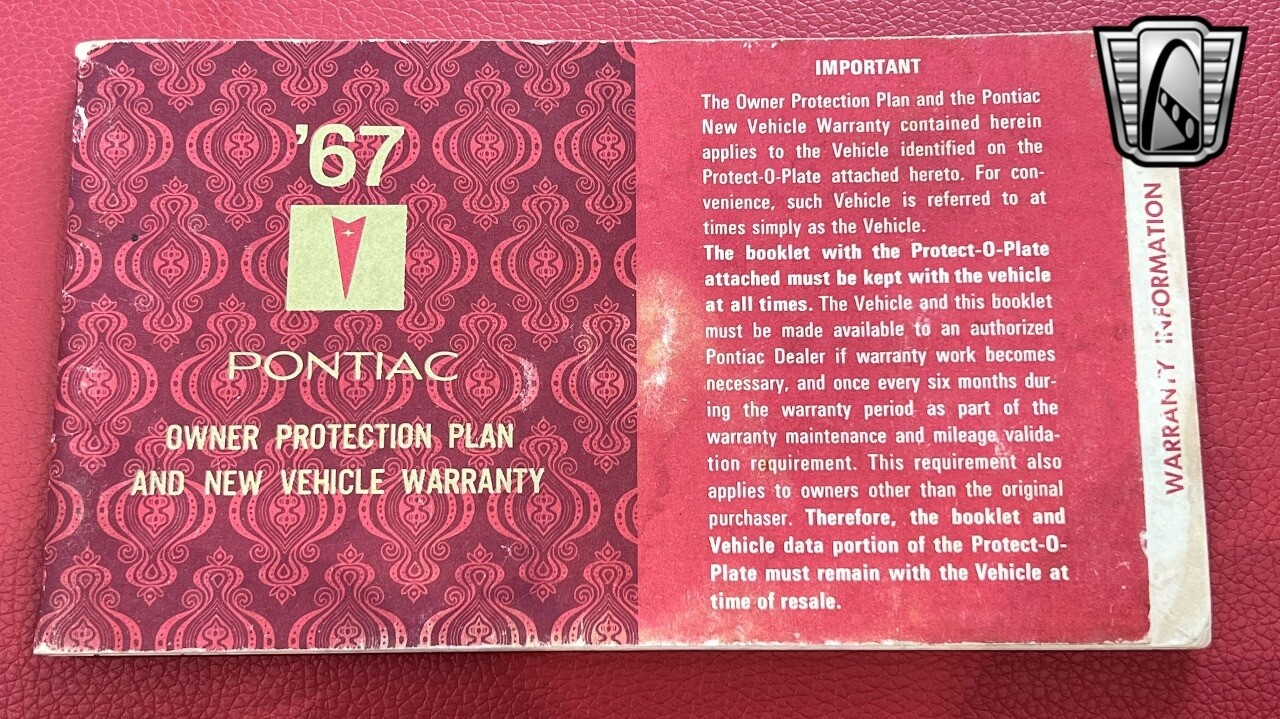 '67
PONTIAC
OWNER PROTECTION PLAN
AND NEW VEHICLE WARRANTY
IMPORTANT
The Owner Protection Plan and the Pontiac
New Vehicle Warranty contained herein
applies to the Vehicle identified on the
Protect-O-Plate attached hereto. For con-
venience, such Vehicle is referred to at
times simply as the Vehicle.
The booklet with the Protect-O-Plate
attached must be kept with the vehicle
at all times. The Vehicle and this booklet
must be made available to an authorized
Pontiac Dealer if warranty work becomes
necessary, and once every six months dur-
ing the warranty period as part of the
warranty maintenance and mileage valida-
tion requirement. This requirement also
applies to owners other than the original
purchaser. Therefore, the booklet and
Vehicle data portion of the Protect-O-
Plate must remain with the Vehicle at
time of resale.
WARRANTY INFORMATION